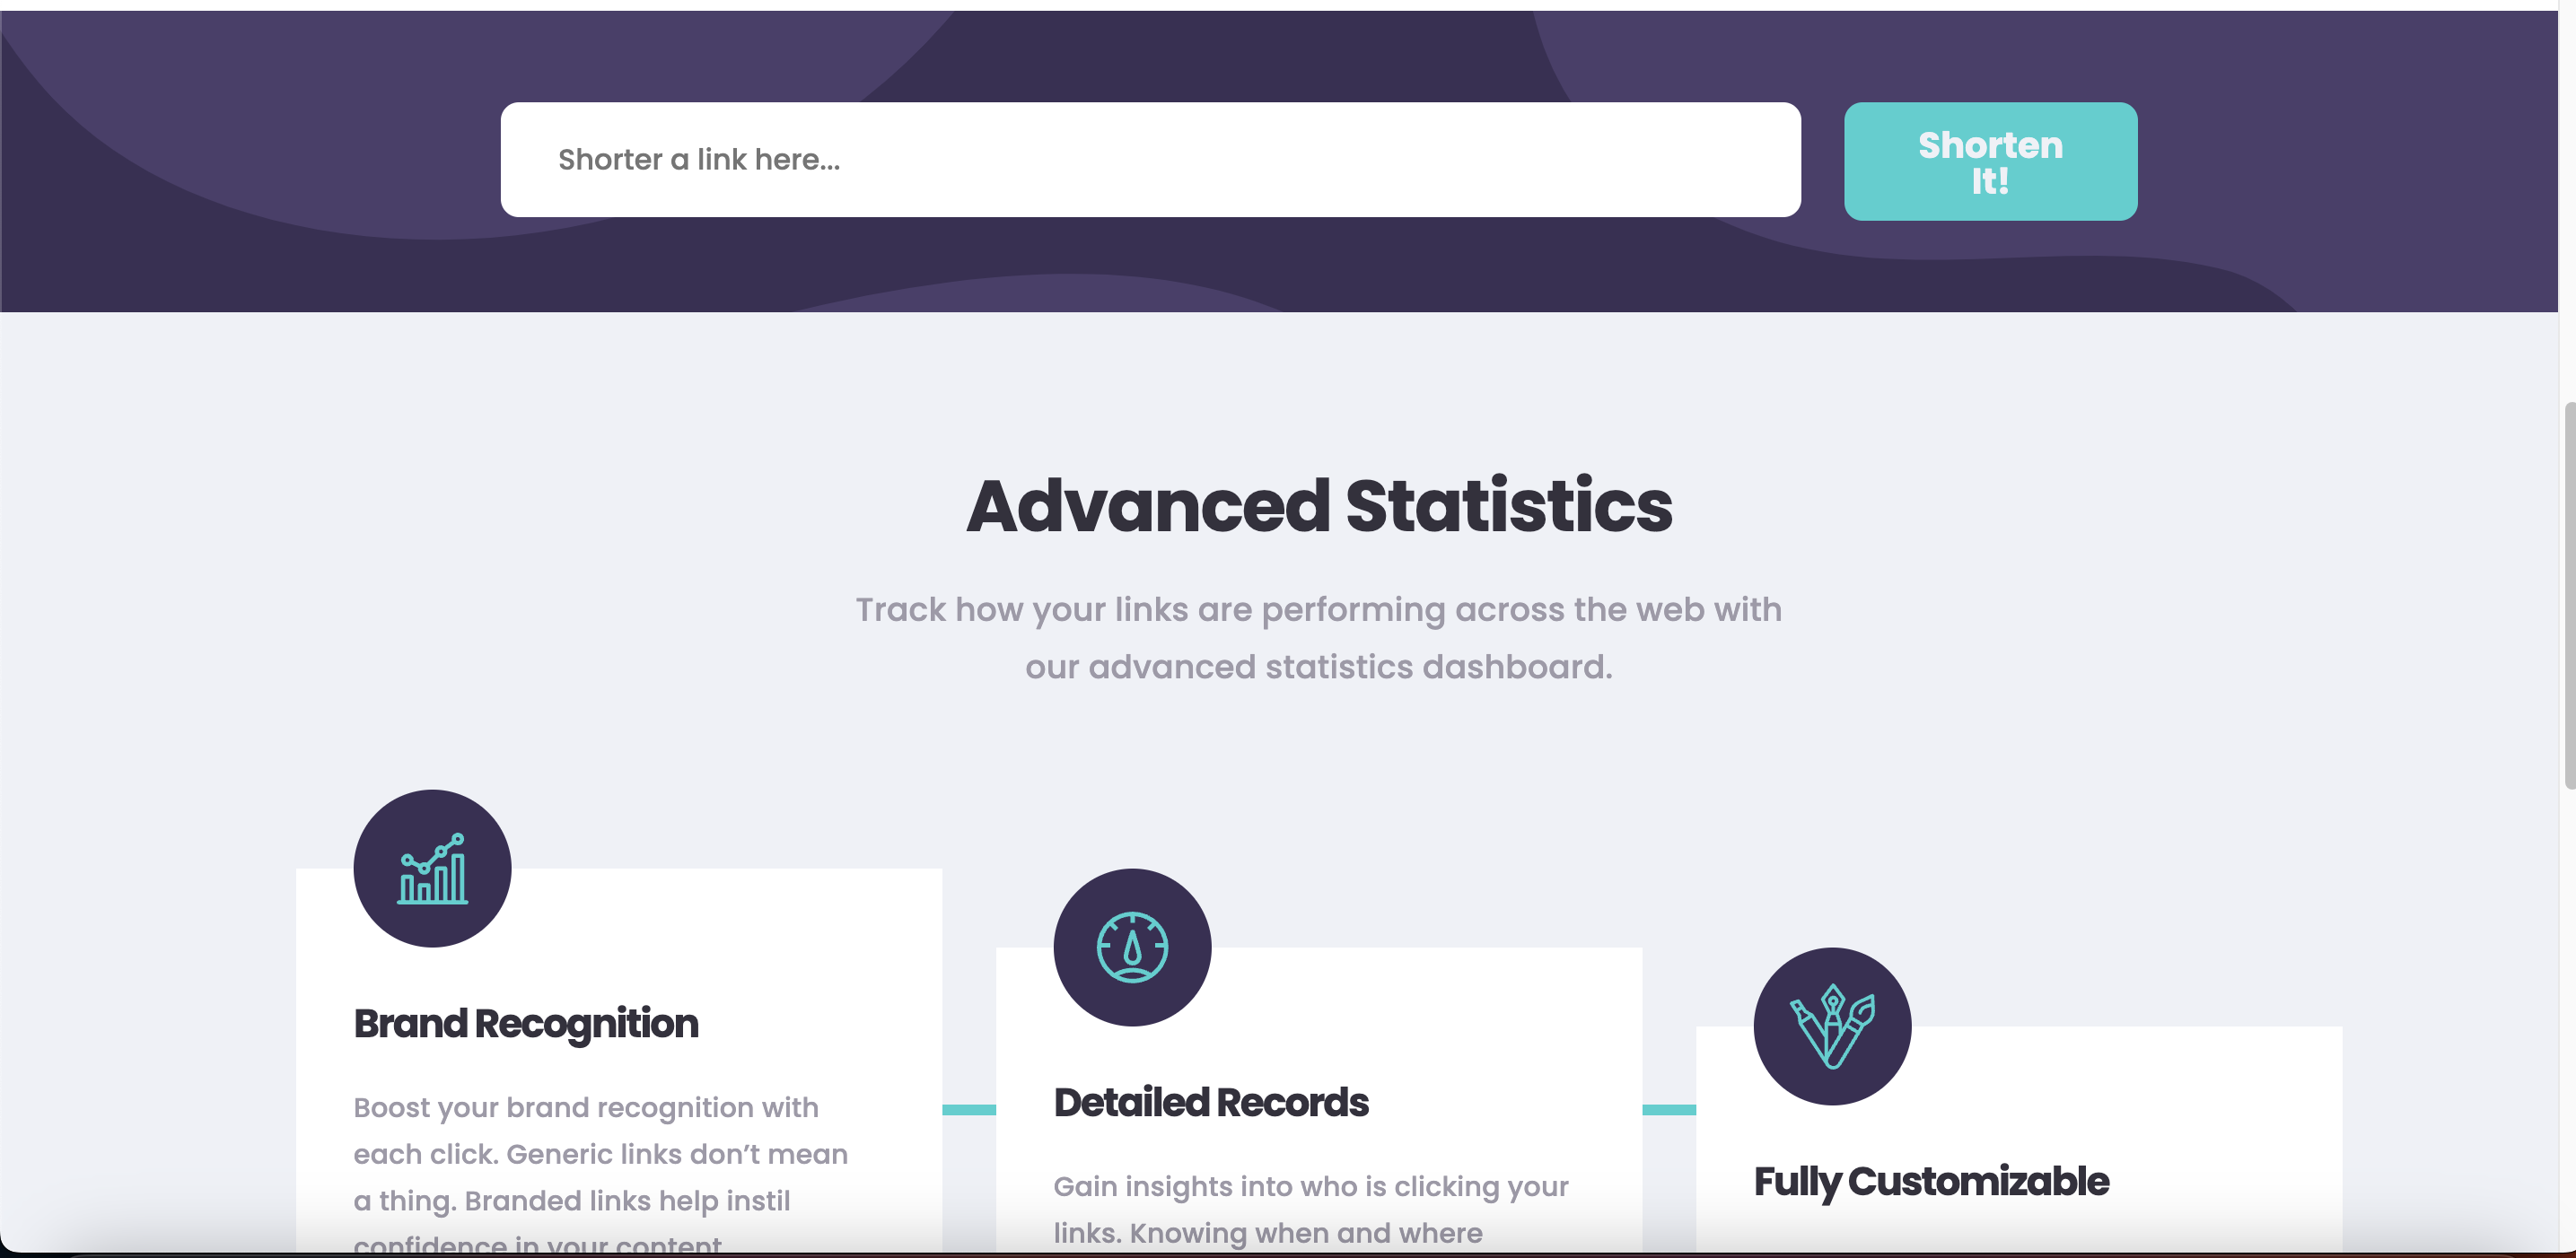 Shorter a link here...
Shorten
It!
Advanced Statistics
Track how your links are performing across the web with
our advanced statistics dashboard.
Brand Recognition
Boost your brand recognition with
each click. Generic links don’t mean
a thing. Branded links help instil
confidence in your content
Detailed Records
Gain insights into who is clicking your
links. Knowing when and where
Fully Customizable